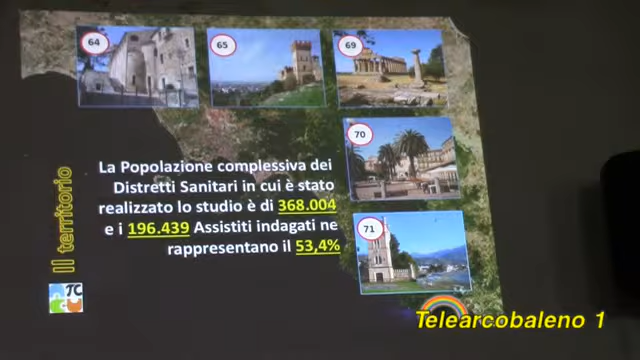 64
65
69
70
71
Il territorio
La Popolazione complessiva dei
Distretti Sanitari in cui è stato
realizzato lo studio è di 368.004
e i 196.439 Assistiti indagati ne
rappresentano il 53,4%
Telearcobaleno 1